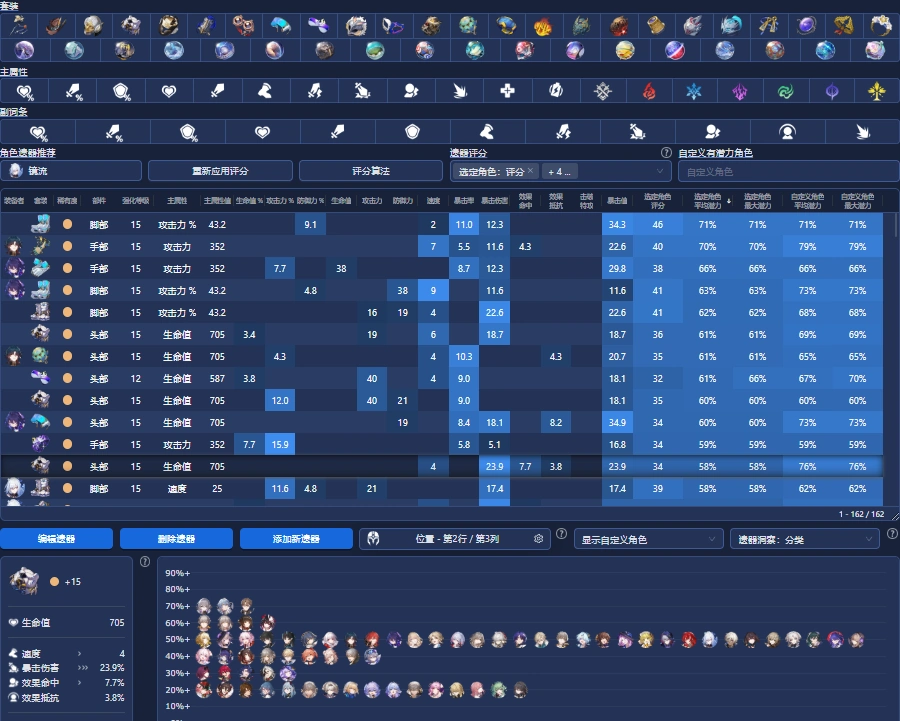 套装
主属性
副词条
角色遗器推荐
遗器评分
自定义有潜力角色
镜流
重新应用评分
评分算法
选定角色: 评分 ×
+ 4 ...
自定义角色
装备者 套装 稀有度 部件 强化等级 主属性 主属性值 生命值 % 攻击力 % 防御力 % 生命值 攻击力 防御力 速度 暴击率 暴击伤害 效果命中 效果抵抗 击破特攻 暴击值 选定角色评分 选定角色平均潜力 选定角色最大潜力 自定义角色平均潜力 自定义角色最大潜力
脚部 15 攻击力 % 43.2 9.1 2 11.0 12.3 34.3 46 71% 71% 71% 71%
手部 15 攻击力 352 7 5.5 11.6 4.3 22.6 40 70% 70% 79% 79%
手部 15 攻击力 352 7.7 38 8.7 12.3 29.8 38 66% 66% 66% 66%
脚部 15 攻击力 % 43.2 4.8 38 9 11.6 11.6 41 63% 63% 73% 73%
脚部 15 攻击力 % 43.2 16 19 4 22.6 22.6 41 62% 62% 68% 68%
头部 15 生命值 705 3.4 19 6 18.7 18.7 36 61% 61% 69% 69%
头部 15 生命值 705 4.3 4 10.3 4.3 20.7 35 61% 61% 65% 65%
头部 12 生命值 587 3.8 40 4 9.0 18.1 32 61% 66% 67% 70%
头部 15 生命值 705 12.0 40 21 9.0 18.1 35 60% 60% 60% 60%
头部 15 生命值 705 19 8.4 18.1 8.2 34.9 34 60% 60% 73% 73%
手部 15 攻击力 352 7.7 15.9 5.8 5.1 16.8 34 59% 59% 59% 59%
头部 15 生命值 705 4 23.9 7.7 3.8 23.9 34 58% 58% 76% 76%
脚部 15 速度 25 11.6 4.8 21 17.4 17.4 39 58% 58% 62% 62%
1 - 162 / 162
编辑遗器
删除遗器
添加新遗器
位置 - 第2行 / 第3列
显示自定义角色
遗器洞察: 分类
+15
生命值 705
速度 › 4
暴击伤害 ››› 23.9%
效果命中 › 7.7%
效果抵抗 3.8%
90%+
80%+
70%+
60%+
50%+
40%+
30%+
20%+
10%+